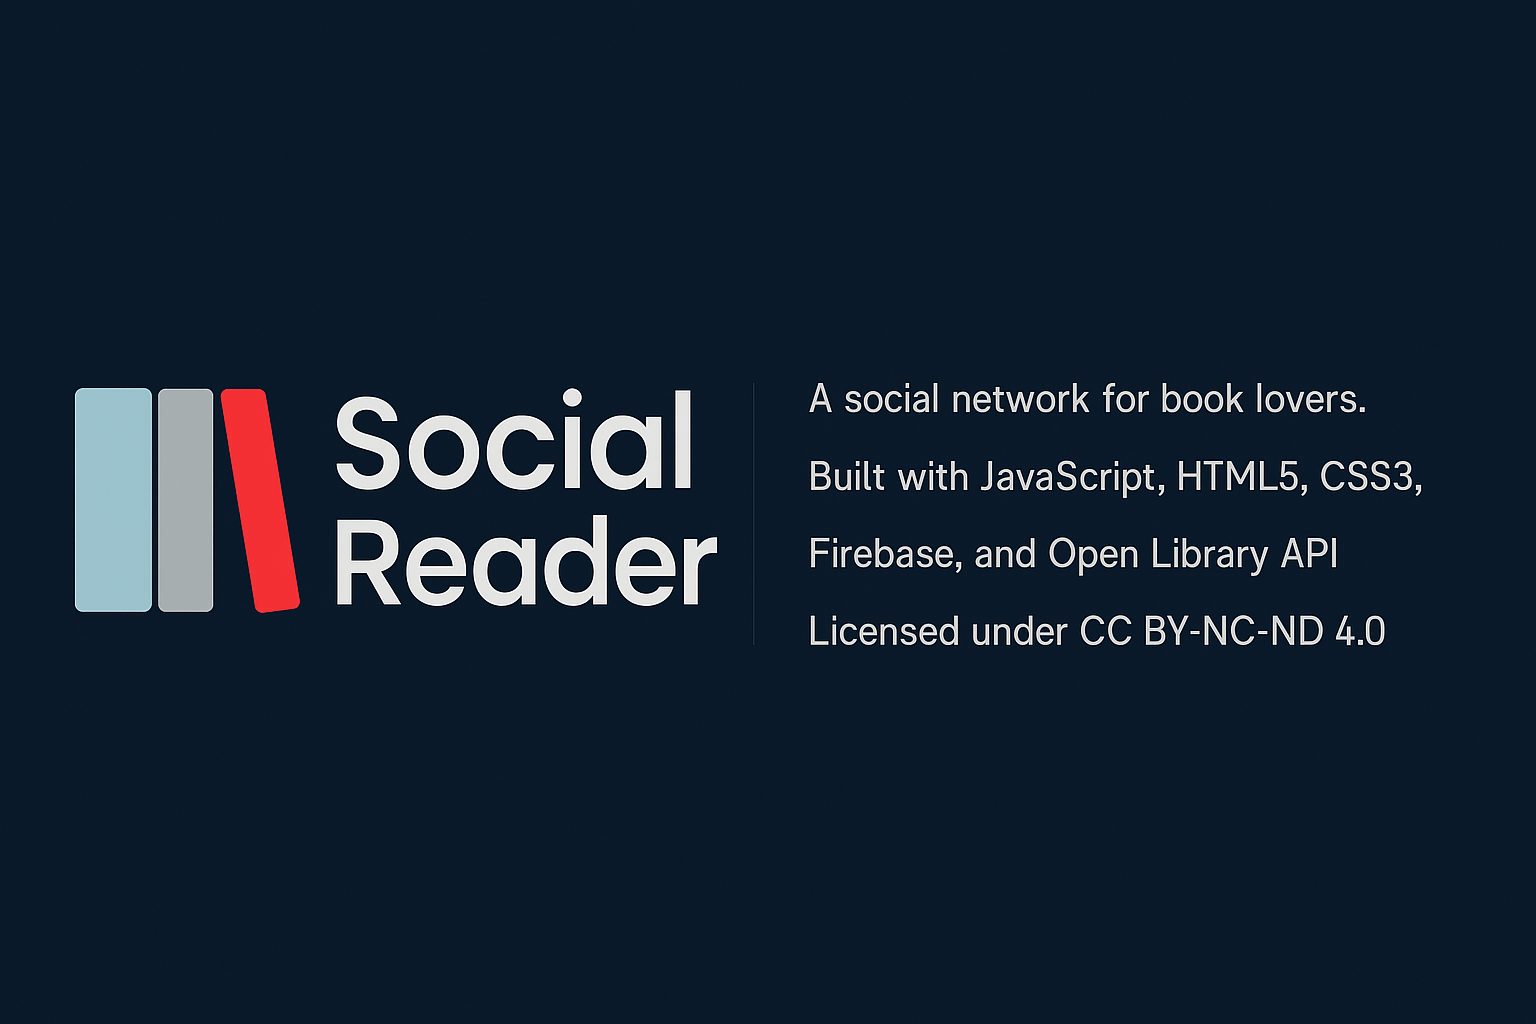 Social
Reader
A social network for book lovers.
Built with JavaScript, HTML5, CSS3,
Firebase, and Open Library API
Licensed under CC BY-NC-ND 4.0